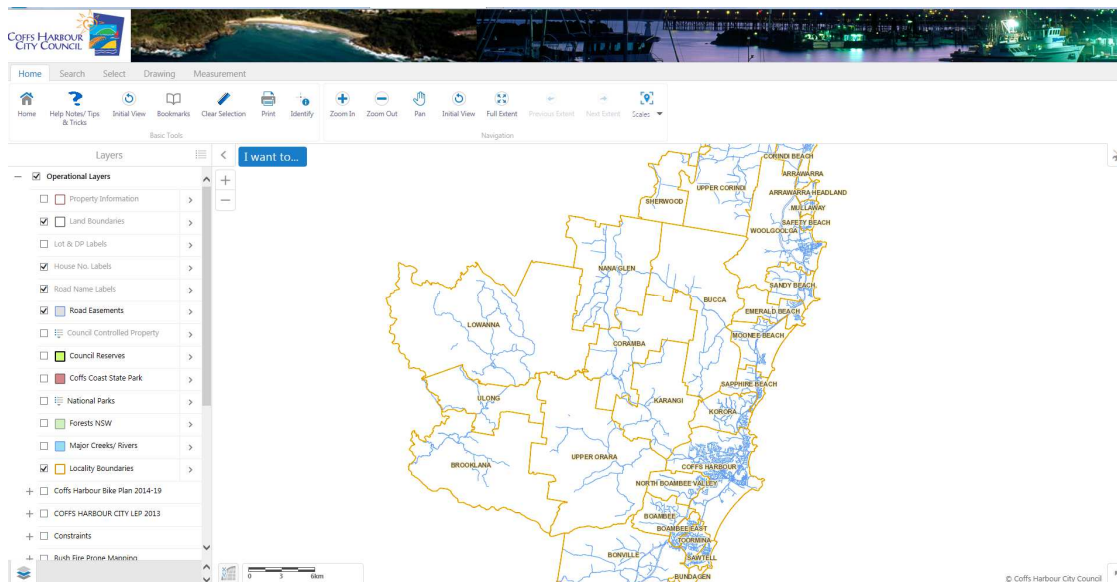 COFFS HARBOUR
CITY COUNCIL
Home Search Select Drawing Measurement
Home Help Notes/ Tips & Tricks Initial View Bookmarks Clear Selection Print Identify Zoom In Zoom Out Pan Initial View Full Extent Previous Extent Next Extent Scales
Basic Tools Navigation
Layers
I want to...
Operational Layers
Property Information
Land Boundaries
Lot & DP Labels
House No. Labels
Road Name Labels
Road Easements
Council Controlled Property
Council Reserves
Coffs Coast State Park
National Parks
Forests NSW
Major Creeks/ Rivers
Locality Boundaries
Coffs Harbour Bike Plan 2014-19
COFFS HARBOUR CITY LEP 2013
Constraints
Bush Fire Prone Mapping
CORINDI BEACH
ARRAWARRA
UPPER CORINDI
ARRAWARRA HEADLAND
SHERWOOD
MULLAWAY
SAFETY BEACH
WOOLGOOLGA
NANA GLEN
SANDY BEACH
BUCCA
EMERALD BEACH
LOWANNA
MOONEE BEACH
CORAMBA
SAPPHIRE BEACH
ULONG
KARANGI
KORORA
UPPER ORARA
BROOKLANA
COFFS HARBOUR
NORTH BOAMBEE VALLEY
BOAMBEE
BOAMBEE EAST
TOORMINA
BONVILLE
SAWTELL
BUNDAGEN
0 3 6km
© Coffs Harbour City Council